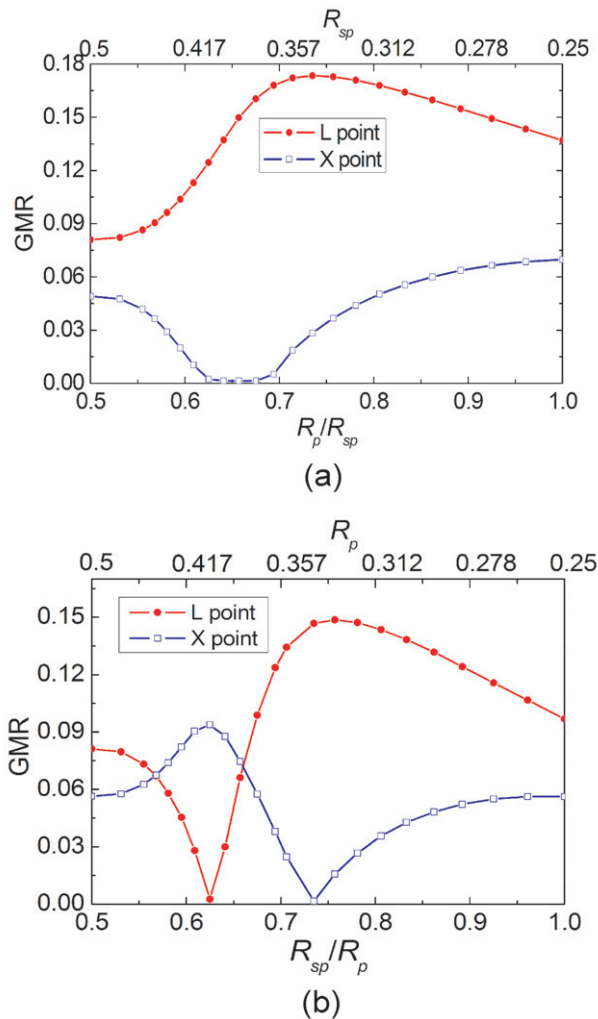 R_sp
0.5 0.417 0.357 0.312 0.278 0.25
0.18
0.15
0.12
0.09
0.06
0.03
0.00
GMR
L point
X point
0.5 0.6 0.7 0.8 0.9 1.0
R_p/R_sp
(a)
R_p
0.5 0.417 0.357 0.312 0.278 0.25
0.15
0.12
0.09
0.06
0.03
0.00
GMR
L point
X point
0.5 0.6 0.7 0.8 0.9 1.0
R_sp/R_p
(b)